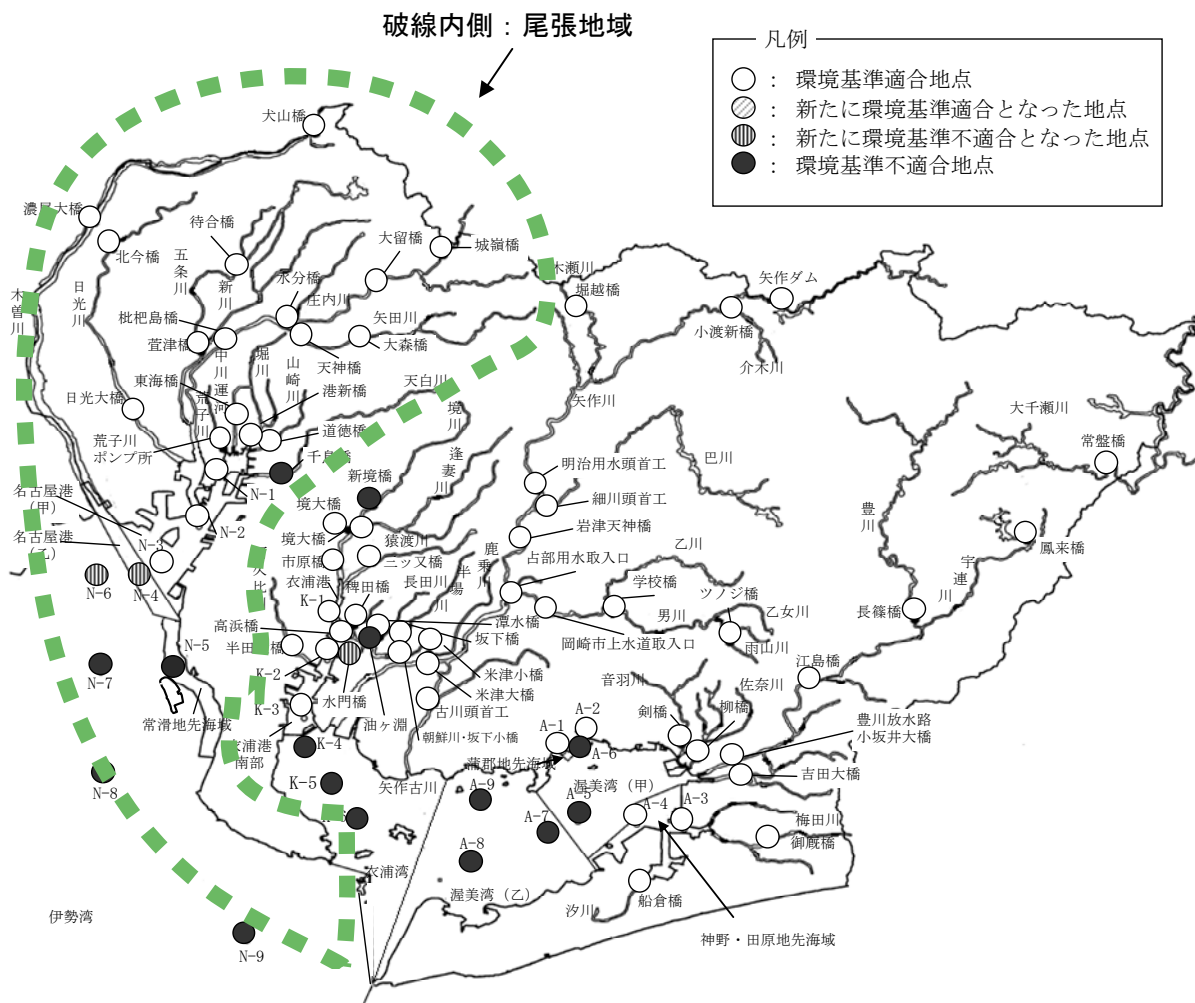 破線内側：尾張地域
凡例
： 環境基準適合地点
： 新たに環境基準適合となった地点
： 新たに環境基準不適合となった地点
： 環境基準不適合地点
犬山橋
濃尾大橋
北今橋
待合橋
大留橋
城嶺橋
木瀬川
堀越橋
矢作ダム
小渡新橋
介木川
木曽川
日光川
五条川
新川
水分橋
庄内川
枇杷島橋
萱津橋
矢田川
大森橋
天神橋
中川運河
堀川
山崎川
東海橋
港新橋
荒子川
日光大橋
道徳橋
荒子川
ポンプ所
千鳥橋
天白川
境川
逢妻川
矢作川
巴川
大千瀬川
常盤橋
新境橋
明治用水頭首工
細川頭首工
岩津天神橋
豊川
宇連川
鳳来橋
長篠橋
名古屋港
（甲）
名古屋港
（乙）
N-1
N-2
N-3
N-4
N-5
N-6
N-7
N-8
N-9
境大橋
境大橋
猿渡川
市原橋
三ツ又橋
衣浦港
K-1
稗田橋
長田川
半場川
鹿乗川
占部用水取入口
乙川
学校橋
男川
ツノジ橋
乙女川
雨山川
岡崎市上水道取入口
高浜橋
潭水橋
坂下橋
K-2
水門橋
油ヶ淵
米津小橋
米津大橋
古川頭首工
朝鮮川・坂下小橋
K-3
衣浦港
南部
K-4
K-5
K-6
常滑地先海域
矢作古川
衣浦湾
音羽川
剣橋
柳橋
佐奈川
江島橋
豊川放水路
小坂井大橋
吉田大橋
A-1
A-2
A-6
蒲郡地先海域
渥美湾（甲）
A-5
A-4
A-3
A-7
A-9
A-8
渥美湾（乙）
梅田川
御厩橋
汐川
船倉橋
神野・田原地先海域
伊勢湾